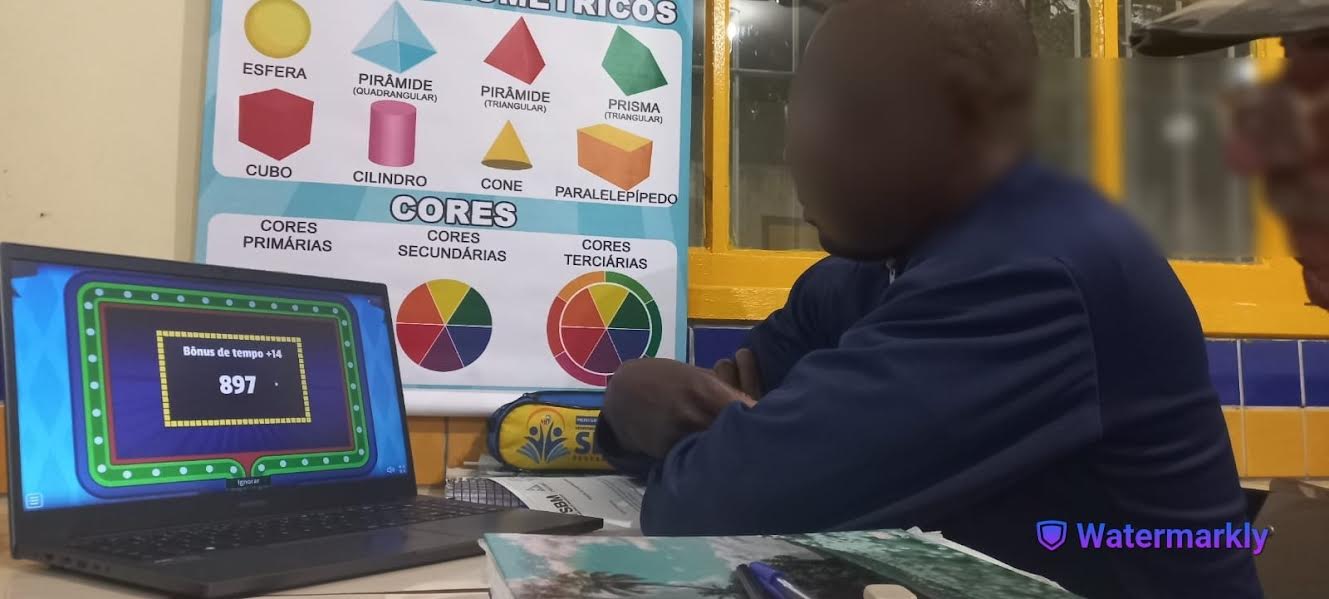 ESFERA
PIRÂMIDE
(QUADRANGULAR)
PIRÂMIDE
(TRIANGULAR)
PRISMA
(TRIANGULAR)
CUBO
CILINDRO
CONE
PARALELEPÍPEDO
CORES
CORES
PRIMÁRIAS
CORES
SECUNDÁRIAS
CORES
TERCIÁRIAS
Bônus de tempo +14
897
Ignorar
SBM
Watermarkly